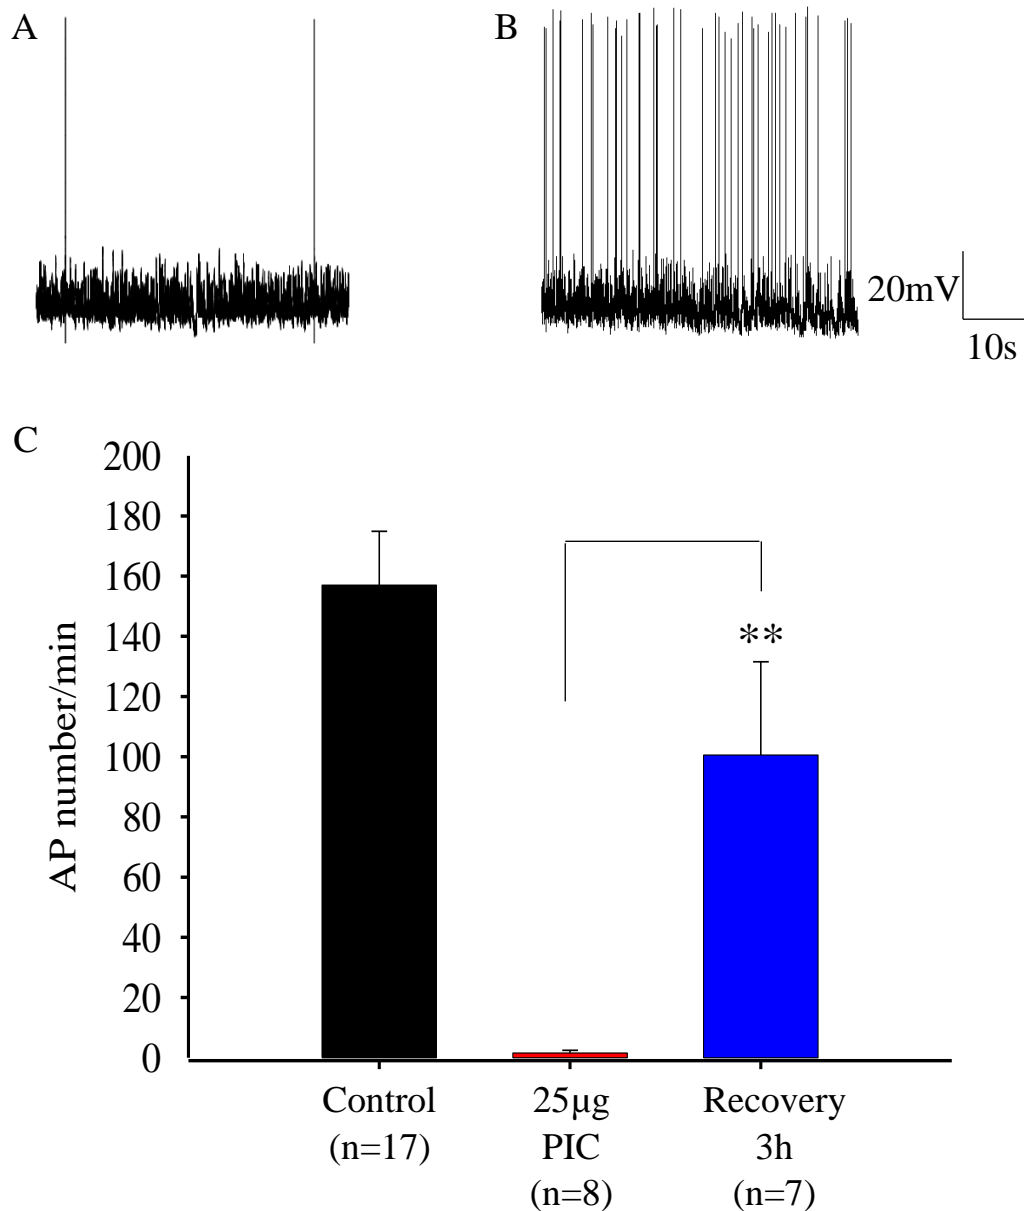 A
B
20mV
10s
C
200
180
160
140
120
100
80
60
40
20
0
AP number/min
**
Control
(n=17)
25µg
PIC
(n=8)
Recovery
3h
(n=7)